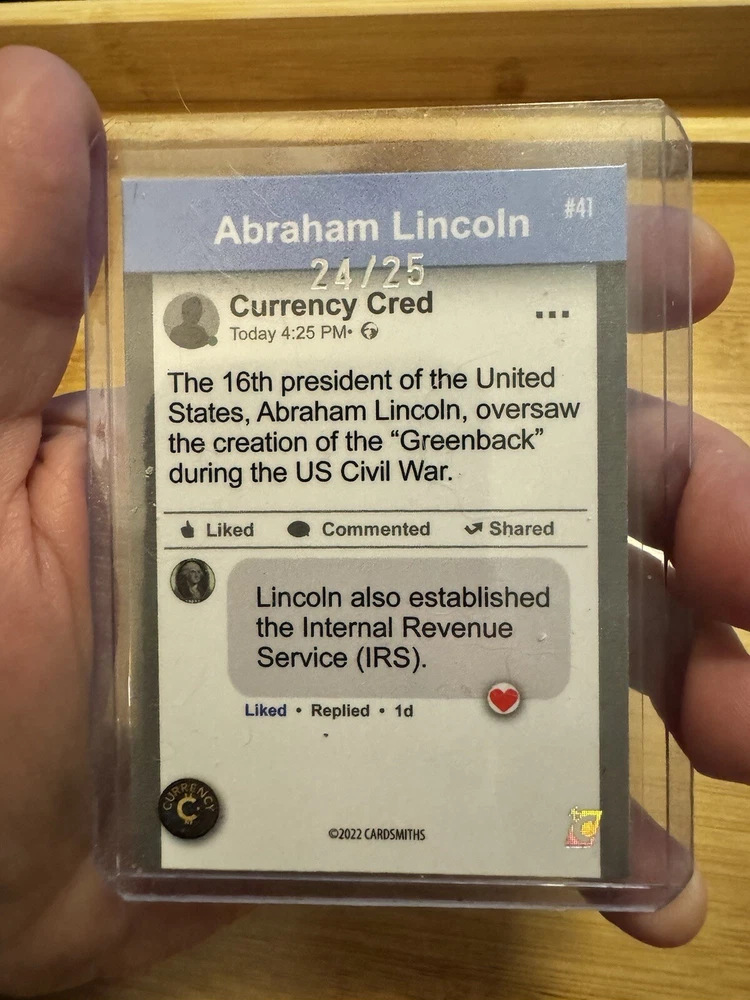 Abraham Lincoln
#41
24/25
Currency Cred
Today 4:25 PM•
The 16th president of the United
States, Abraham Lincoln, oversaw
the creation of the “Greenback”
during the US Civil War.
Liked Commented Shared
Lincoln also established
the Internal Revenue
Service (IRS).
Liked • Replied • 1d
CURRENCY
C
©2022 CARDSMITHS